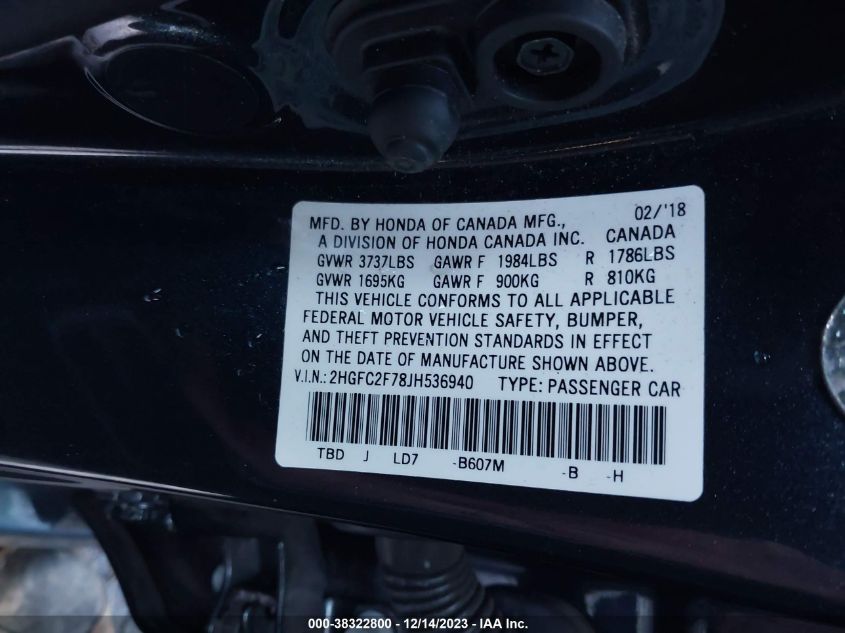 02/'18
MFD. BY HONDA OF CANADA MFG.,
A DIVISION OF HONDA CANADA INC. CANADA
GVWR 3737LBS GAWR F 1984LBS R 1786LBS
GVWR 1695KG GAWR F 900KG R 810KG
THIS VEHICLE CONFORMS TO ALL APPLICABLE
FEDERAL MOTOR VEHICLE SAFETY, BUMPER,
AND THEFT PREVENTION STANDARDS IN EFFECT
ON THE DATE OF MANUFACTURE SHOWN ABOVE.
V.I.N.: 2HGFC2F78JH536940 TYPE: PASSENGER CAR
TBD J LD7 -B607M -B -H
000-38322800 - 12/14/2023 - IAA Inc.